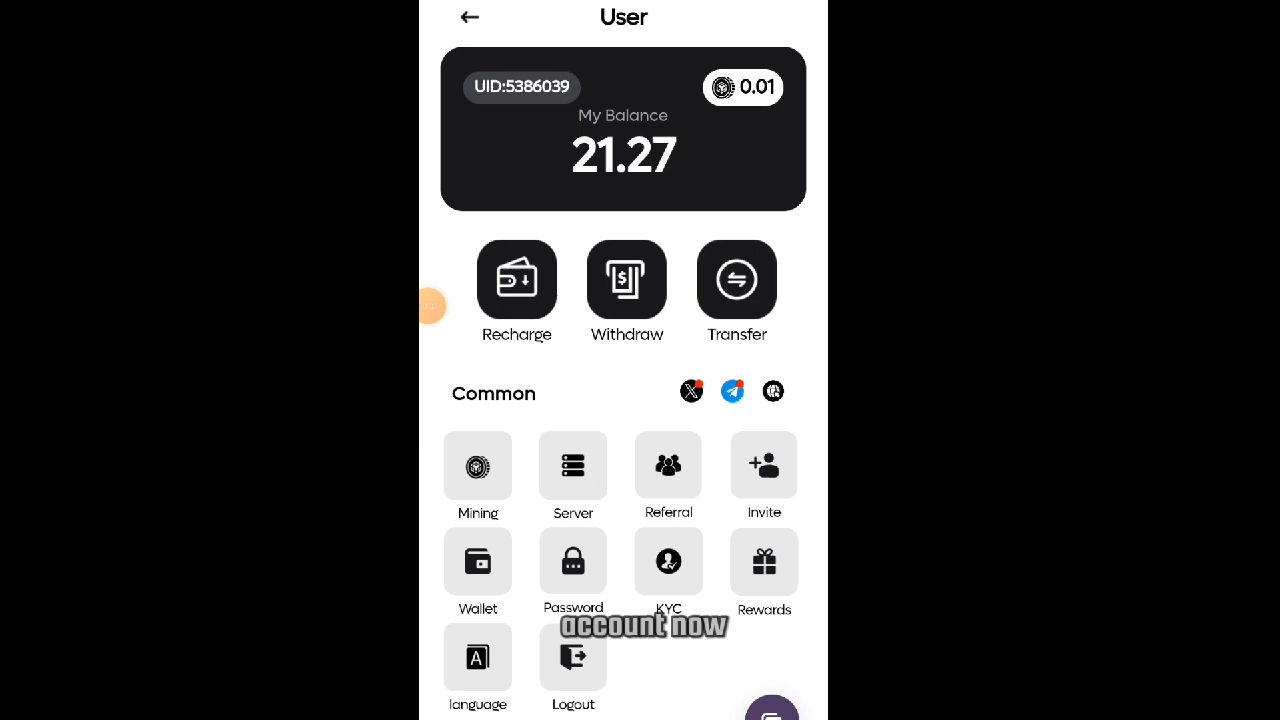 User
UID:5386039
0.01
My Balance
21.27
Recharge
Withdraw
Transfer
Common
Mining
Server
Referral
Invite
Wallet
Password
KYC
Rewards
account now
language
Logout